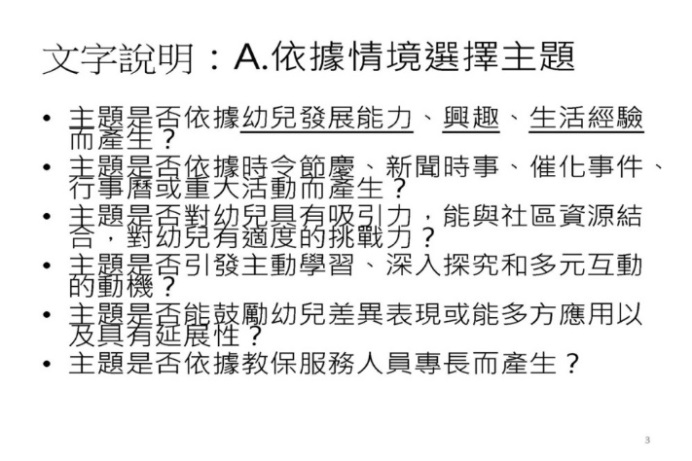 文字說明：A.依據情境選擇主題
• 主題是否依據幼兒發展能力、興趣、生活經驗
而產生？
• 主題是否依據時令節慶、新聞時事、催化事件、
行事曆或重大活動而產生？
• 主題是否對幼兒具有吸引力，能與社區資源結
合，對幼兒有適度的挑戰力？
• 主題是否引發主動學習、深入探究和多元互動
的動機？
• 主題是否能鼓勵幼兒差異表現或能多方應用以
及具有延展性？
• 主題是否依據教保服務人員專長而產生？
3